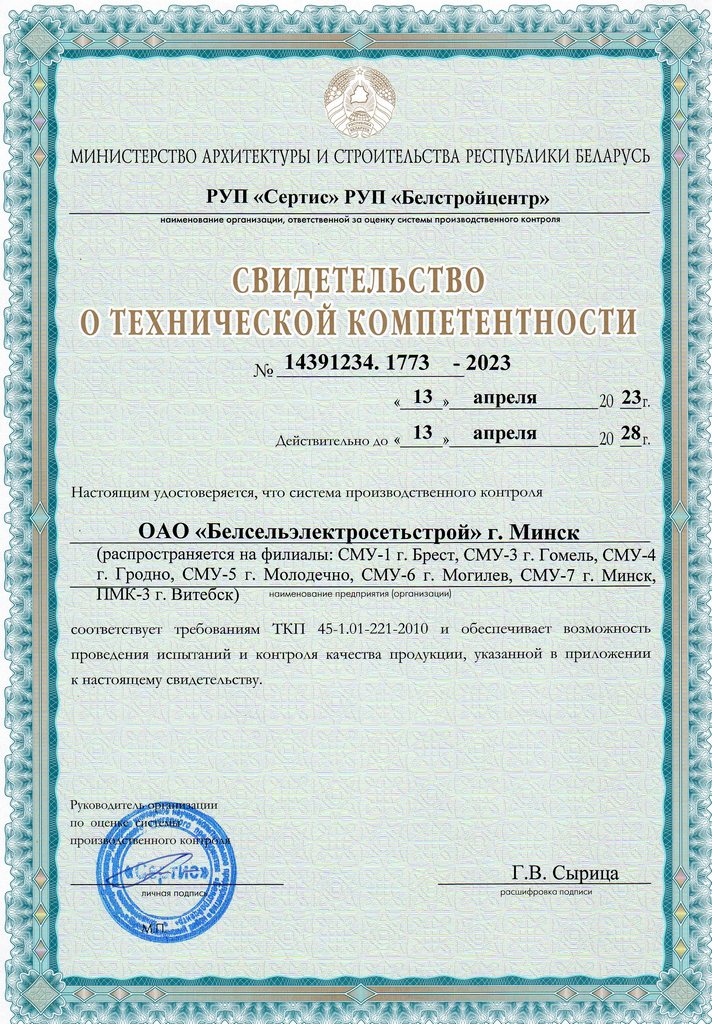 МИНИСТЕРСТВО АРХИТЕКТУРЫ И СТРОИТЕЛЬСТВА РЕСПУБЛИКИ БЕЛАРУСЬ
РУП «Сертис» РУП «Белстройцентр»
наименование организации, ответственной за оценку системы производственного контроля
СВИДЕТЕЛЬСТВО
О ТЕХНИЧЕСКОЙ КОМПЕТЕНТНОСТИ
№ 14391234. 1773 - 2023
« 13 » апреля 20 23 г.
Действительно до « 13 » апреля 20 28 г.
Настоящим удостоверяется, что система производственного контроля
ОАО «Белсельэлектросетьстрой» г. Минск
(распространяется на филиалы: СМУ-1 г. Брест, СМУ-3 г. Гомель, СМУ-4
г. Гродно, СМУ-5 г. Молодечно, СМУ-6 г. Могилев, СМУ-7 г. Минск,
ПМК-3 г. Витебск) наименование предприятия (организации)
соответствует требованиям ТКП 45-1.01-221-2010 и обеспечивает возможность
проведения испытаний и контроля качества продукции, указанной в приложении
к настоящему свидетельству.
Руководитель организации
по оценке системы
производственного контроля
«Сертис»
Г.В. Сырица
личная подпись
расшифровка подписи
М.П.